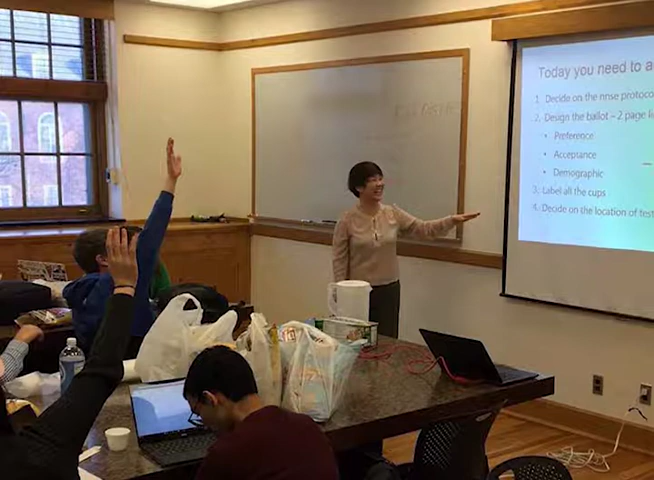 Today you need to a
1. Decide on the rinse protoco
2. Design the ballot – 2 page li
• Preference
• Acceptance
• Demographic
3. Label all the cups
4. Decide on the location of test